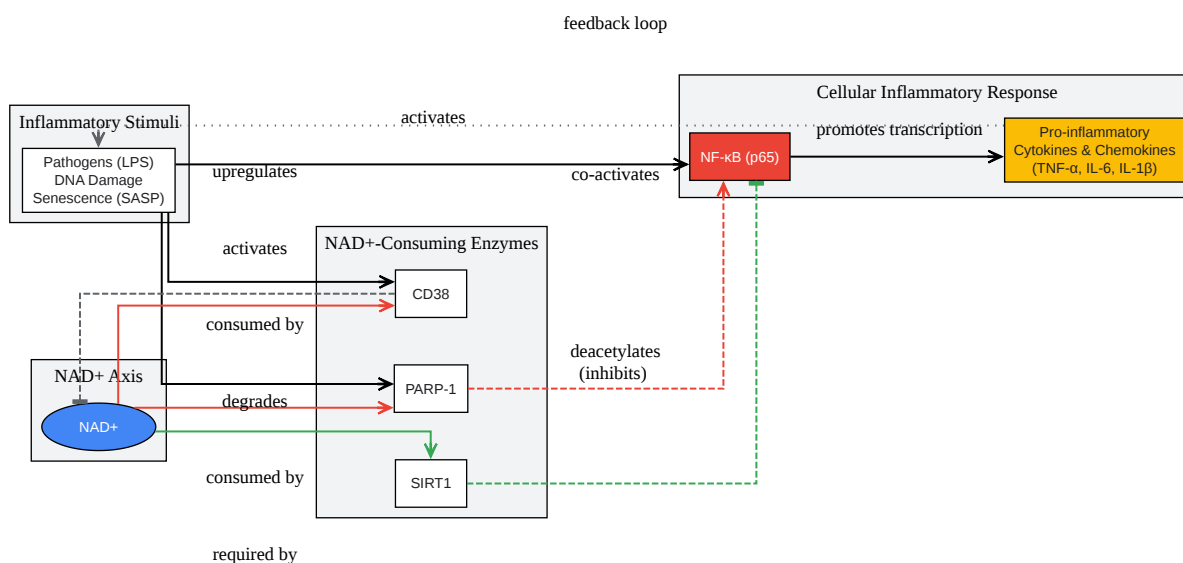 feedback loop
Cellular Inflammatory Response
Inflammatory Stimuli
activates
promotes transcription
Pro-inflammatory
Cytokines & Chemokines
(TNF-α, IL-6, IL-1β)
NF-κB (p65)
Pathogens (LPS)
DNA Damage
Senescence (SASP)
upregulates
co-activates
activates
NAD+-Consuming Enzymes
CD38
consumed by
deacetylates
(inhibits)
NAD+ Axis
PARP-1
degrades
NAD+
consumed by
SIRT1
required by